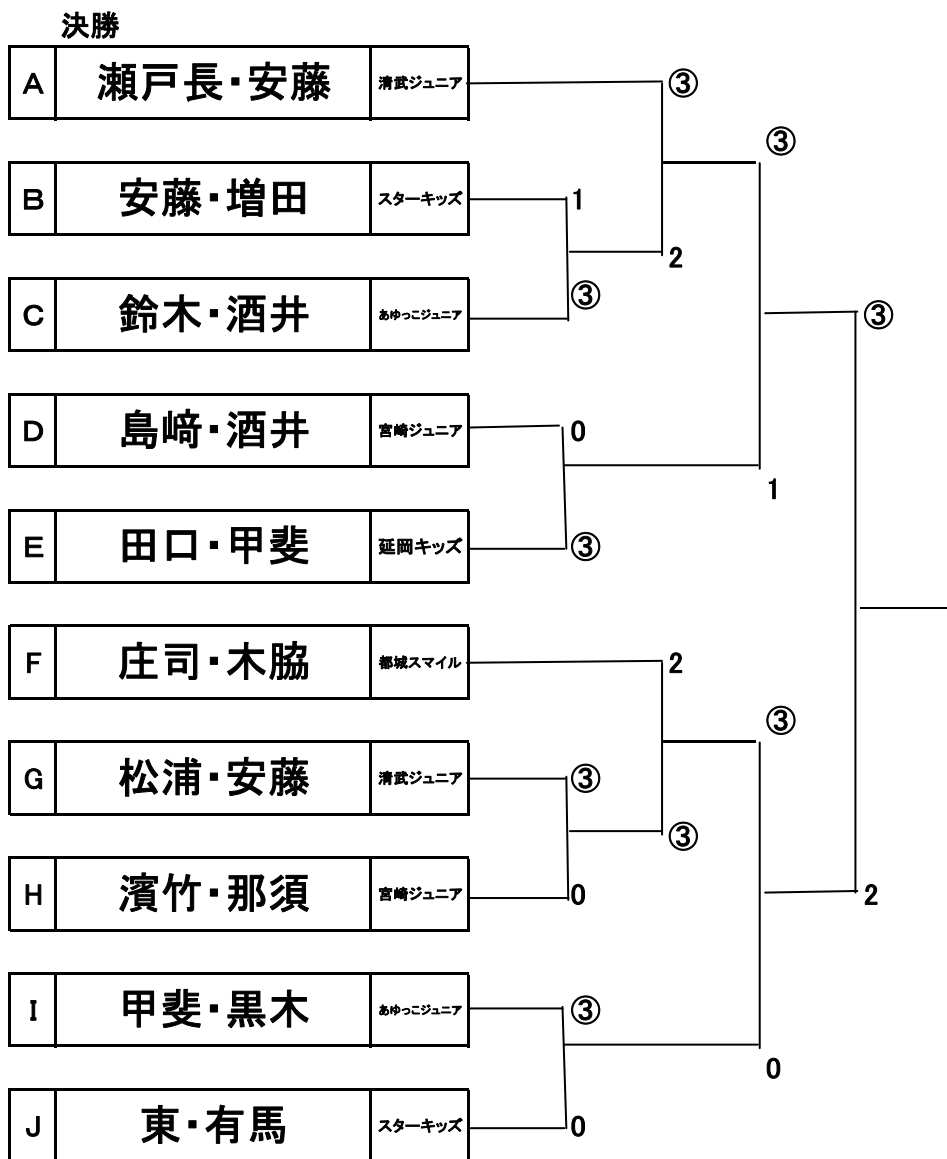 決勝
A 瀬戸長・安藤 清武ジュニア
③
③
B 安藤・増田 スターキッズ 1
2
③
C 鈴木・酒井 あゆっこジュニア
③
D 島﨑・酒井 宮崎ジュニア 0
1
E 田口・甲斐 延岡キッズ ③
F 庄司・木脇 都城スマイル 2
③
G 松浦・安藤 清武ジュニア ③
③
H 濱竹・那須 宮崎ジュニア 0
2
I 甲斐・黒木 あゆっこジュニア ③
0
J 東・有馬 スターキッズ 0